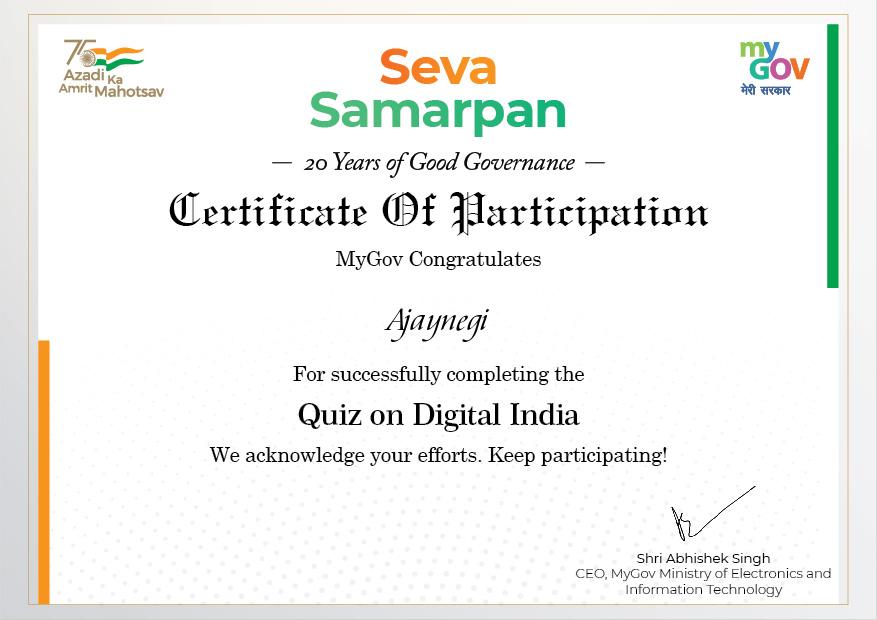 75
Azadi Ka
Amrit Mahotsav
Seva
Samarpan
my
GOV
मेरी सरकार
— 20 Years of Good Governance —
Certificate Of Participation
MyGov Congratulates
Ajaynegi
For successfully completing the
Quiz on Digital India
We acknowledge your efforts. Keep participating!
Shri Abhishek Singh
CEO, MyGov Ministry of Electronics and
Information Technology